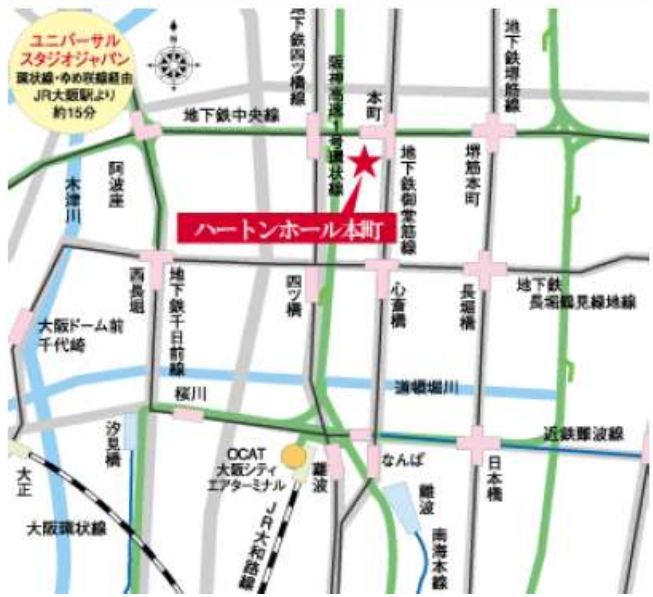 ユニバーサル
スタジオジャパン
環状線・ゆめ咲線経由
JR大阪駅より
約15分
地下鉄四ツ橋線
阪神高速1号環状線
本町
地下鉄堺筋線
地下鉄中央線
阿波座
木津川
地下鉄御堂筋線
堺筋本町
ハートンホール本町
西長堀
地下鉄千日前線
四ツ橋
心斎橋
長堀橋
地下鉄
長堀鶴見緑地線
大阪ドーム前
千代崎
桜川
道頓堀川
汐見橋
OCAT
大阪シティ
エアターミナル
難波
なんば
近鉄難波線
日本橋
大正
大阪環状線
JR大和路線
難波
南海本線